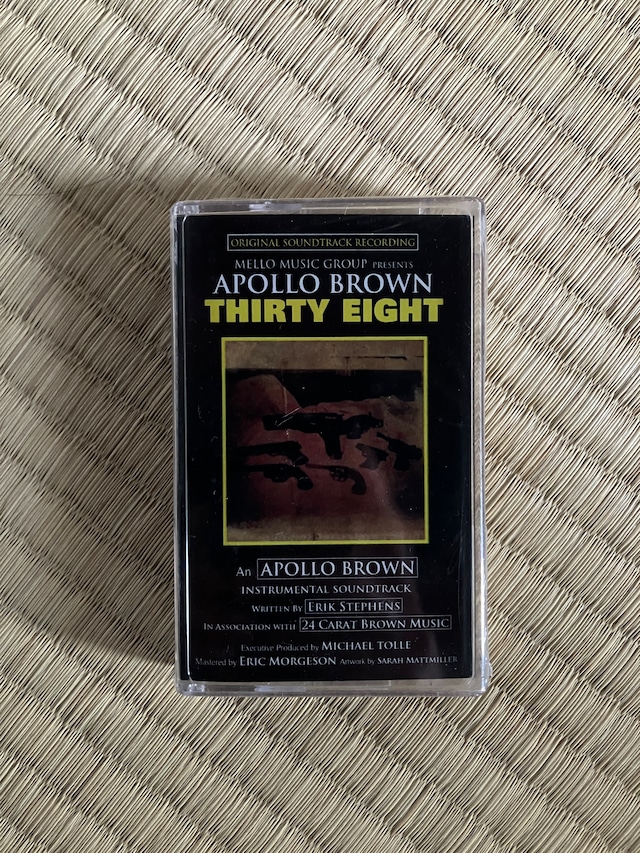 ORIGINAL SOUNDTRACK RECORDING
MELLO MUSIC GROUP PRESENTS
APOLLO BROWN
THIRTY EIGHT
An APOLLO BROWN
INSTRUMENTAL SOUNDTRACK
WRITTEN BY ERIK STEPHENS
IN ASSOCIATION WITH 24 CARAT BROWN MUSIC
Executive Produced by MICHAEL TOLLE
Mastered by ERIC MORGESON Artwork by SARAH MATTMILLER